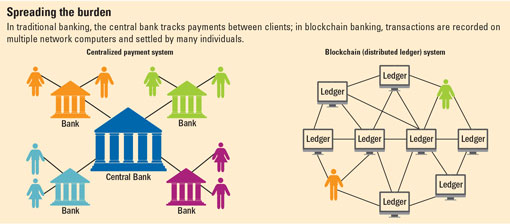 Spreading the burden
In traditional banking, the central bank tracks payments between clients; in blockchain banking, transactions are recorded on
multiple network computers and settled by many individuals.
Centralized payment system
Bank
Bank
Central Bank
Bank
Bank
Blockchain (distributed ledger) system
Ledger
Ledger
Ledger
Ledger
Ledger
Ledger
Ledger
Ledger